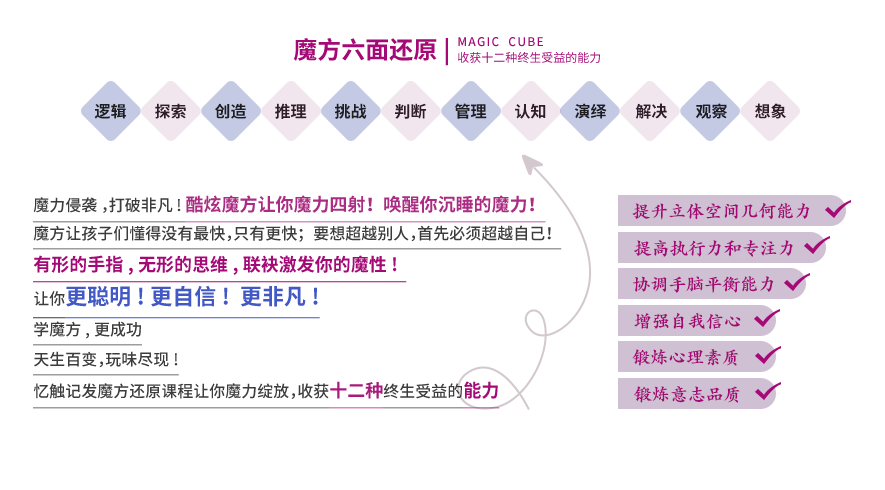 魔方六面还原
MAGIC CUBE
收获十二种终生受益的能力
逻辑 探索 创造 推理 挑战 判断 管理 认知 演绎 解决 观察 想象
魔力侵袭 ,打破非凡 ! 酷炫魔方让你魔力四射! 唤醒你沉睡的魔力!
魔方让孩子们懂得没有最快,只有更快; 要想超越别人,首先必须超越自己!
有形的手指 , 无形的思维 , 联袂激发你的魔性 !
让你更聪明 ! 更自信 ! 更非凡 !
学魔方 , 更成功
天生百变,玩味尽现 !
忆触记发魔方还原课程让你魔力绽放,收获十二种终生受益的能力
提升立体空间几何能力
提高执行力和专注力
协调手脑平衡能力
增强自我信心
锻炼心理素质
锻炼意志品质